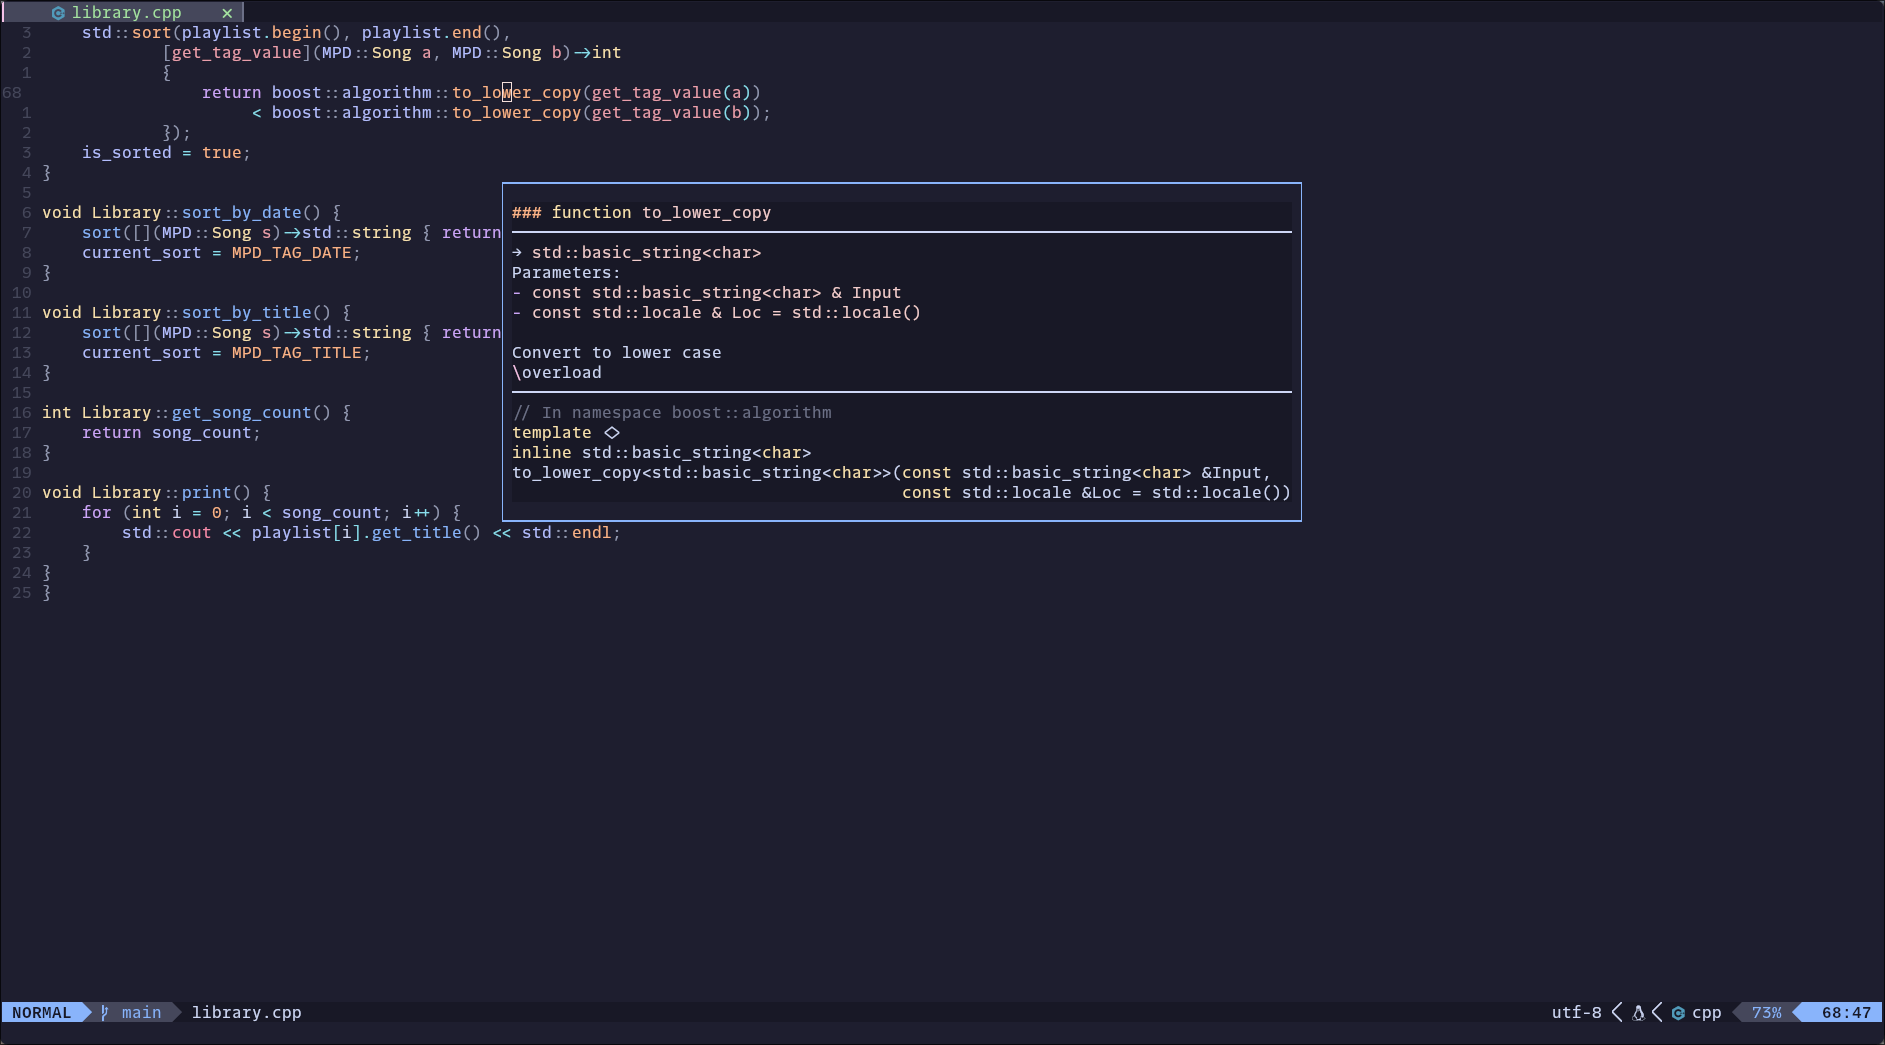 library.cpp ×
3 std::sort(playlist.begin(), playlist.end(),
2 [get_tag_value](MPD::Song a, MPD::Song b)->int
1 {
68 return boost::algorithm::to_lower_copy(get_tag_value(a))
1 < boost::algorithm::to_lower_copy(get_tag_value(b));
2 });
3 is_sorted = true;
4 }
5
6 void Library::sort_by_date() {
7 sort([](MPD::Song s)->std::string { return
8 current_sort = MPD_TAG_DATE;
9 }
10
11 void Library::sort_by_title() {
12 sort([](MPD::Song s)->std::string { return
13 current_sort = MPD_TAG_TITLE;
14 }
15
16 int Library::get_song_count() {
17 return song_count;
18 }
19
20 void Library::print() {
21 for (int i = 0; i < song_count; i++) {
22 std::cout << playlist[i].get_title() << std::endl;
23 }
24 }
25 }
### function to_lower_copy
→ std::basic_string<char>
Parameters:
- const std::basic_string<char> & Input
- const std::locale & Loc = std::locale()
Convert to lower case
\overload
// In namespace boost::algorithm
template <>
inline std::basic_string<char>
to_lower_copy<std::basic_string<char>>(const std::basic_string<char> &Input,
const std::locale &Loc = std::locale())
NORMAL main library.cpp utf-8 cpp 73% 68:47